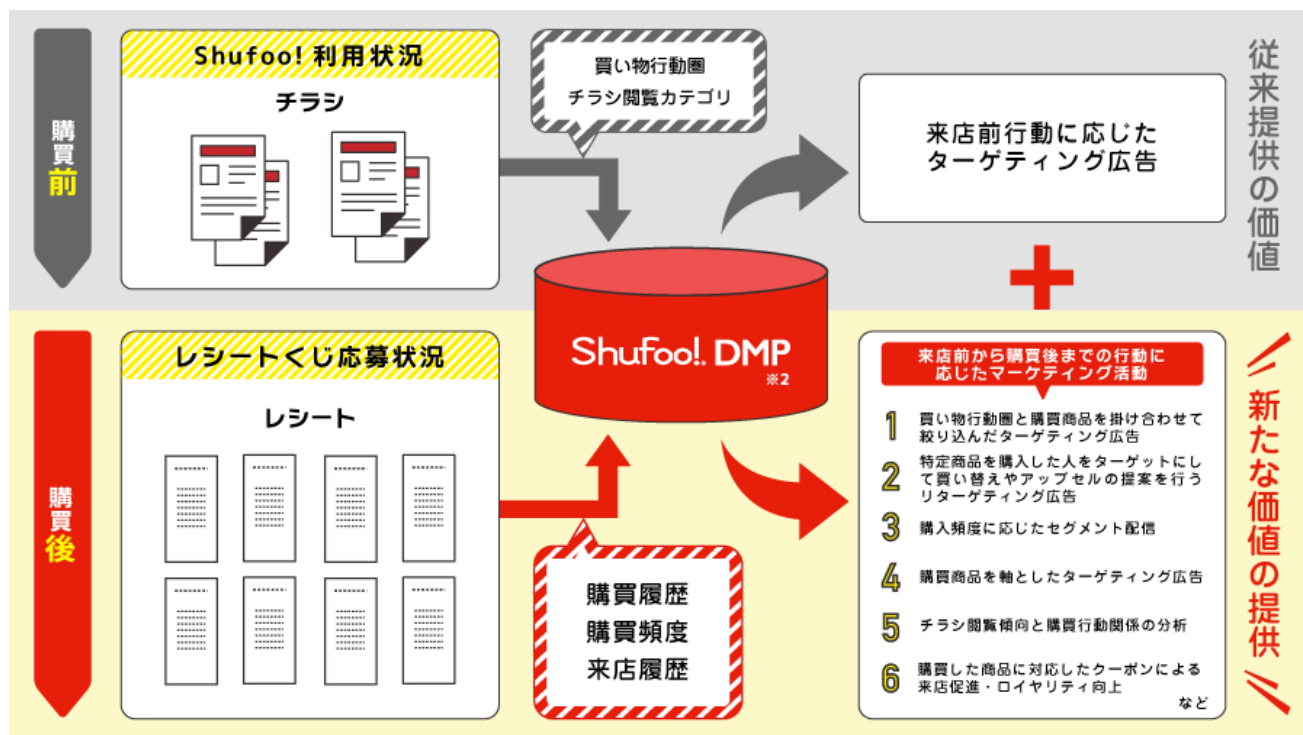 購買前
Shufoo! 利用状況
チラシ
買い物行動圏
チラシ閲覧カテゴリ
来店前行動に応じた
ターゲティング広告
従来提供の価値
Shufoo! DMP
※2
購買後
レシートくじ応募状況
レシート
購買履歴
購買頻度
来店履歴
来店前から購買後までの行動に
応じたマーケティング活動
1 買い物行動圏と購買商品を掛け合わせて
絞り込んだターゲティング広告
2 特定商品を購入した人をターゲットにし
て買い替えやアップセルの提案を行う
リターゲティング広告
3 購入頻度に応じたセグメント配信
4 購買商品を軸としたターゲティング広告
5 チラシ閲覧傾向と購買行動関係の分析
6 購買した商品に対応したクーポンによる
来店促進・ロイヤリティ向上
など
新たな価値の提供